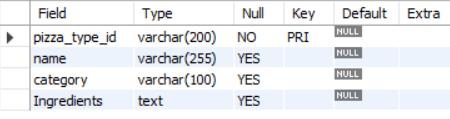 Field Type Null Key Default Extra
pizza_type_id varchar(200) NO PRI NULL
name varchar(255) YES NULL
category varchar(100) YES NULL
Ingredients text YES NULL